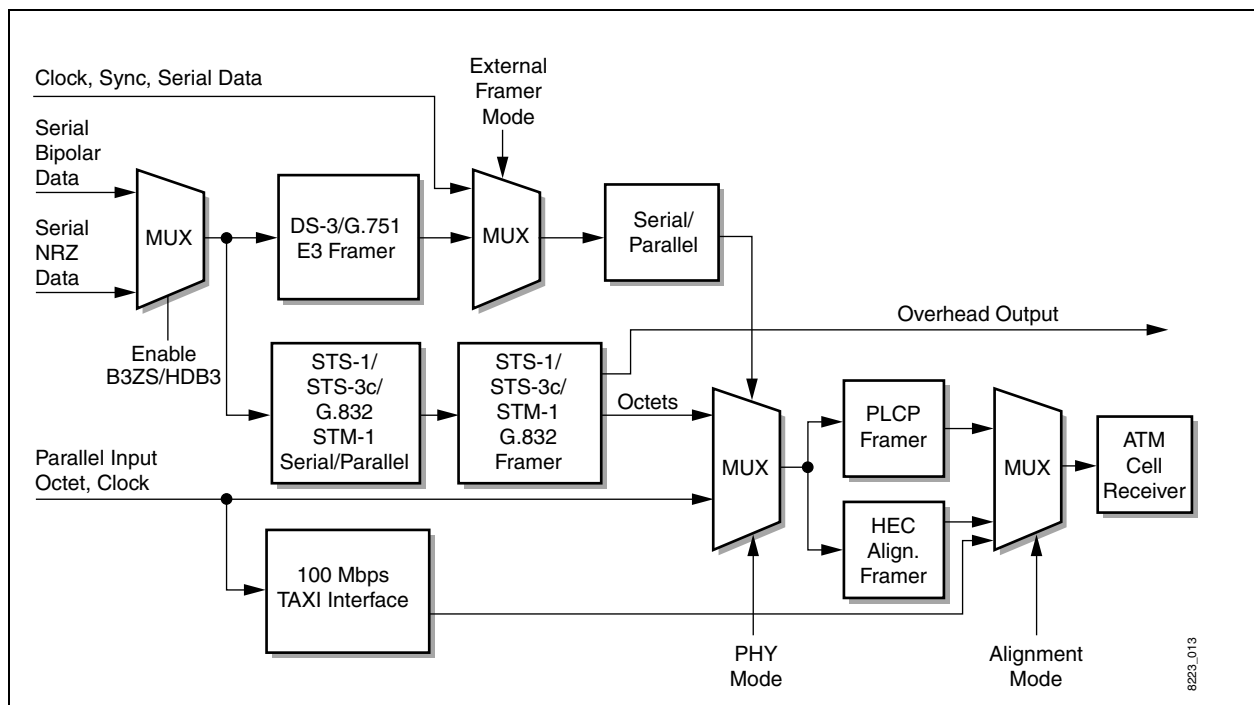 Clock, Sync, Serial Data
External
Framer
Mode
Serial
Bipolar
Data
Serial
NRZ
Data
MUX
DS-3/G.751
E3 Framer
MUX
Serial/
Parallel
Enable
B3ZS/HDB3
Overhead Output
STS-1/
STS-3c/
G.832
STM-1
Serial/Parallel
STS-1/
STS-3c/
STM-1
G.832
Framer
Octets
MUX
PLCP
Framer
MUX
ATM
Cell
Receiver
Parallel Input
Octet, Clock
HEC
Align.
Framer
100 Mbps
TAXI Interface
PHY
Mode
Alignment
Mode
8223_013